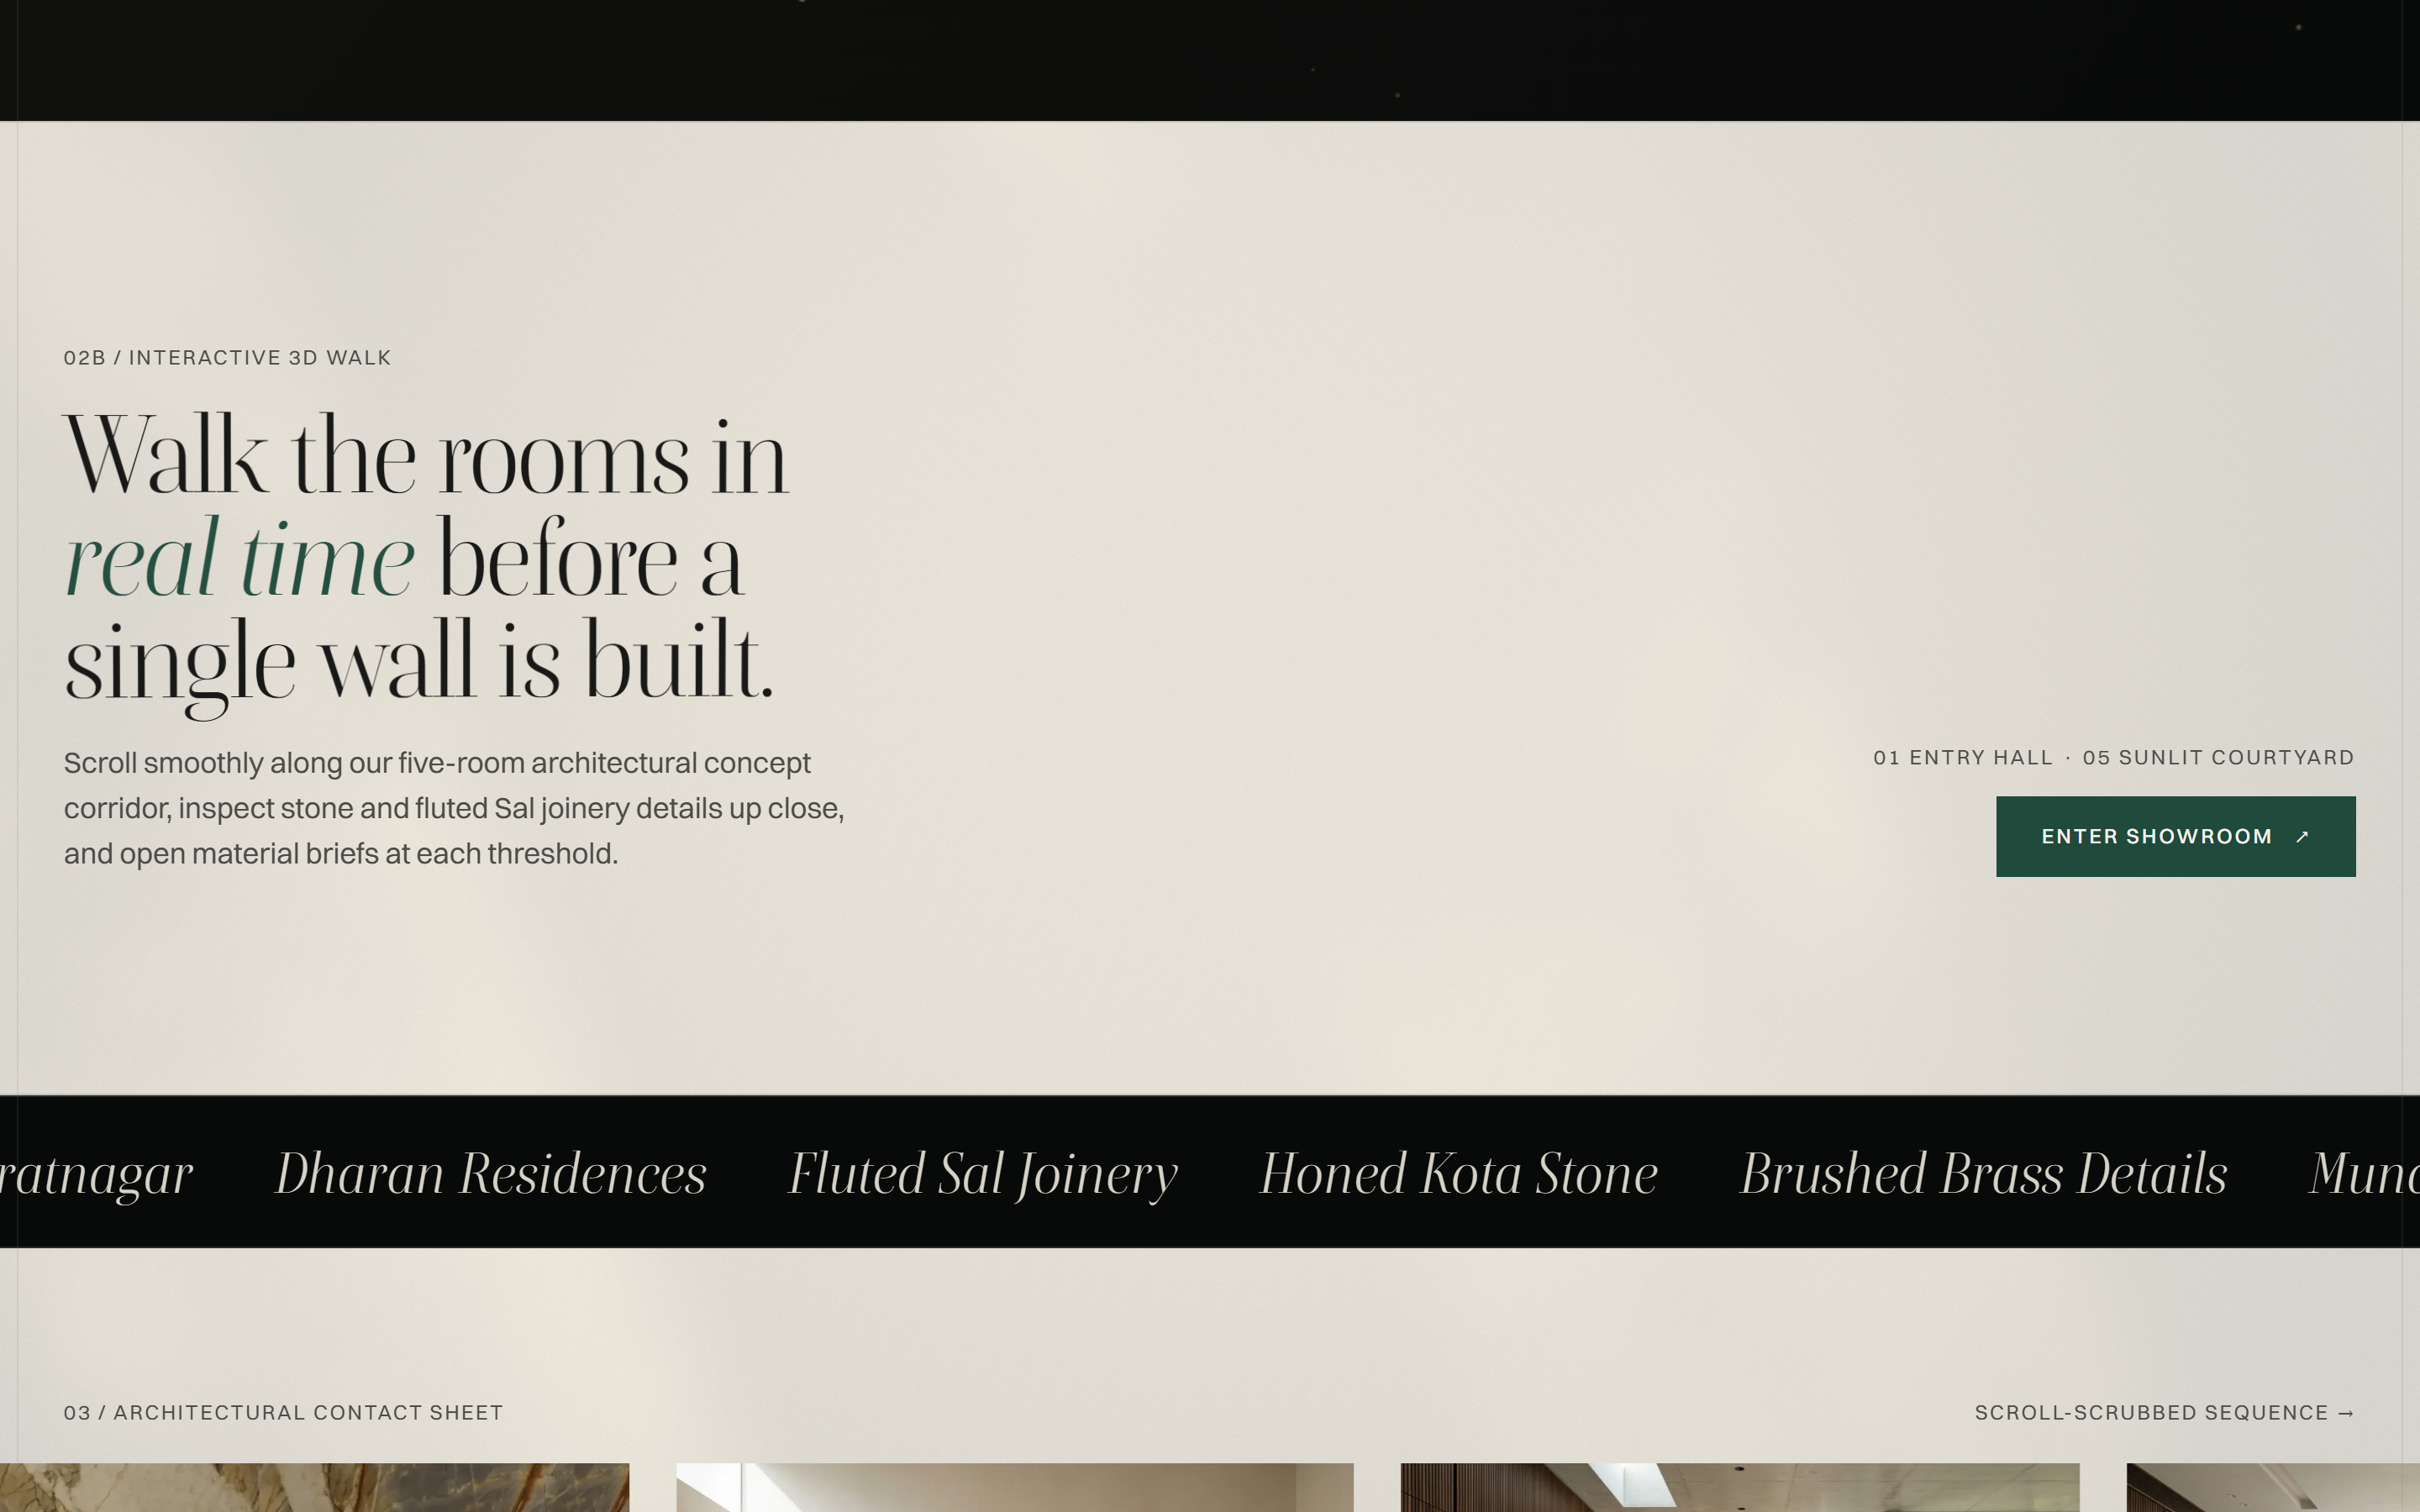 02B / INTERACTIVE 3D WALK
Walk the rooms in
real time before a
single wall is built.
Scroll smoothly along our five-room architectural concept
corridor, inspect stone and fluted Sal joinery details up close,
and open material briefs at each threshold.
01 ENTRY HALL · 05 SUNLIT COURTYARD
ENTER SHOWROOM ↗
ratnagar Dharan Residences Fluted Sal Joinery Honed Kota Stone Brushed Brass Details
03 / ARCHITECTURAL CONTACT SHEET
SCROLL-SCRUBBED SEQUENCE →